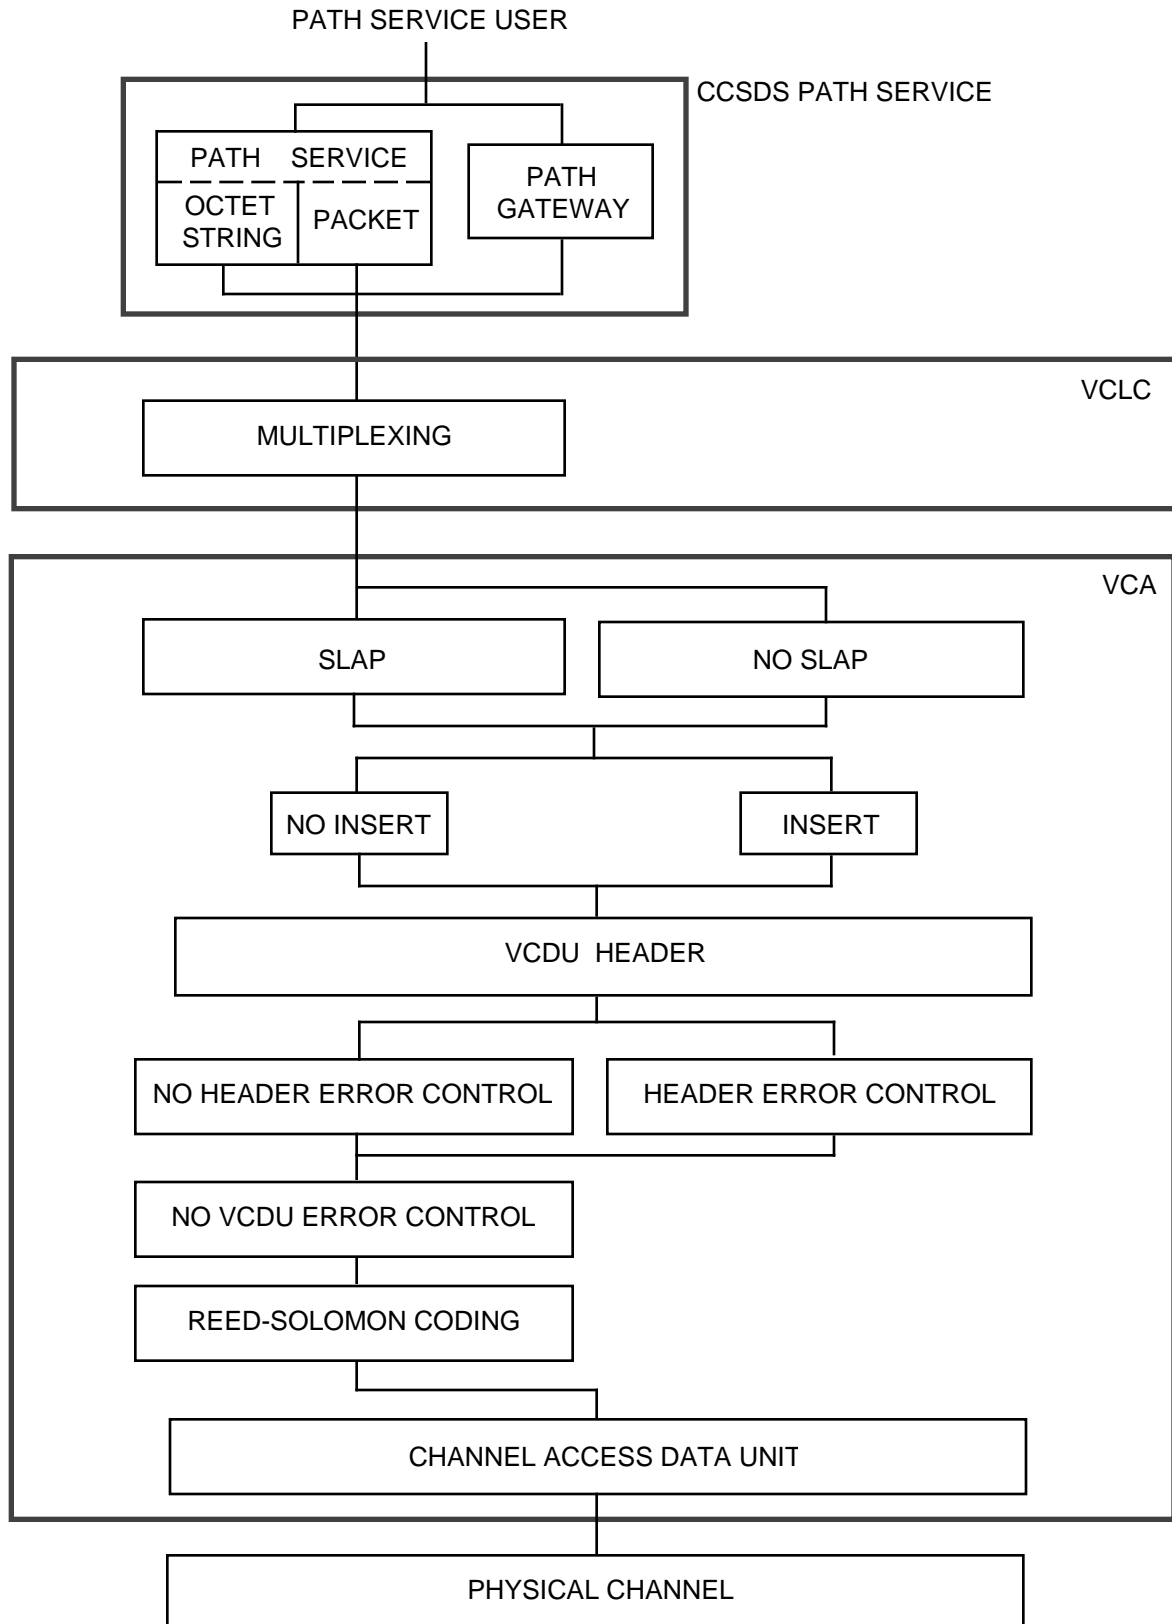 PATH SERVICE USER
CCSDS PATH SERVICE
PATH SERVICE
OCTET
STRING
PACKET
PATH
GATEWAY
VCLC
MULTIPLEXING
VCA
SLAP
NO SLAP
NO INSERT
INSERT
VCDU HEADER
NO HEADER ERROR CONTROL
HEADER ERROR CONTROL
NO VCDU ERROR CONTROL
REED-SOLOMON CODING
CHANNEL ACCESS DATA UNIT
PHYSICAL CHANNEL